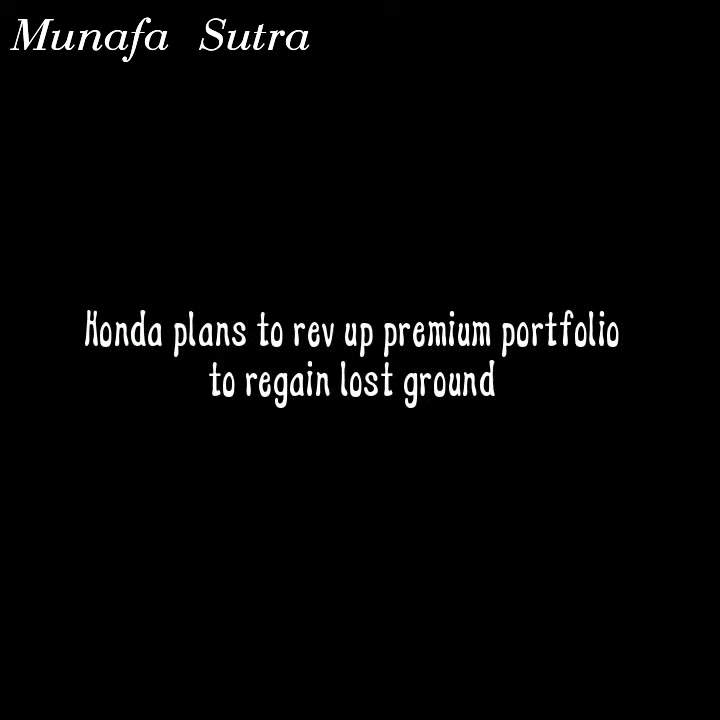 Munafa Sutra
Honda plans to rev up premium portfolio
to regain lost ground